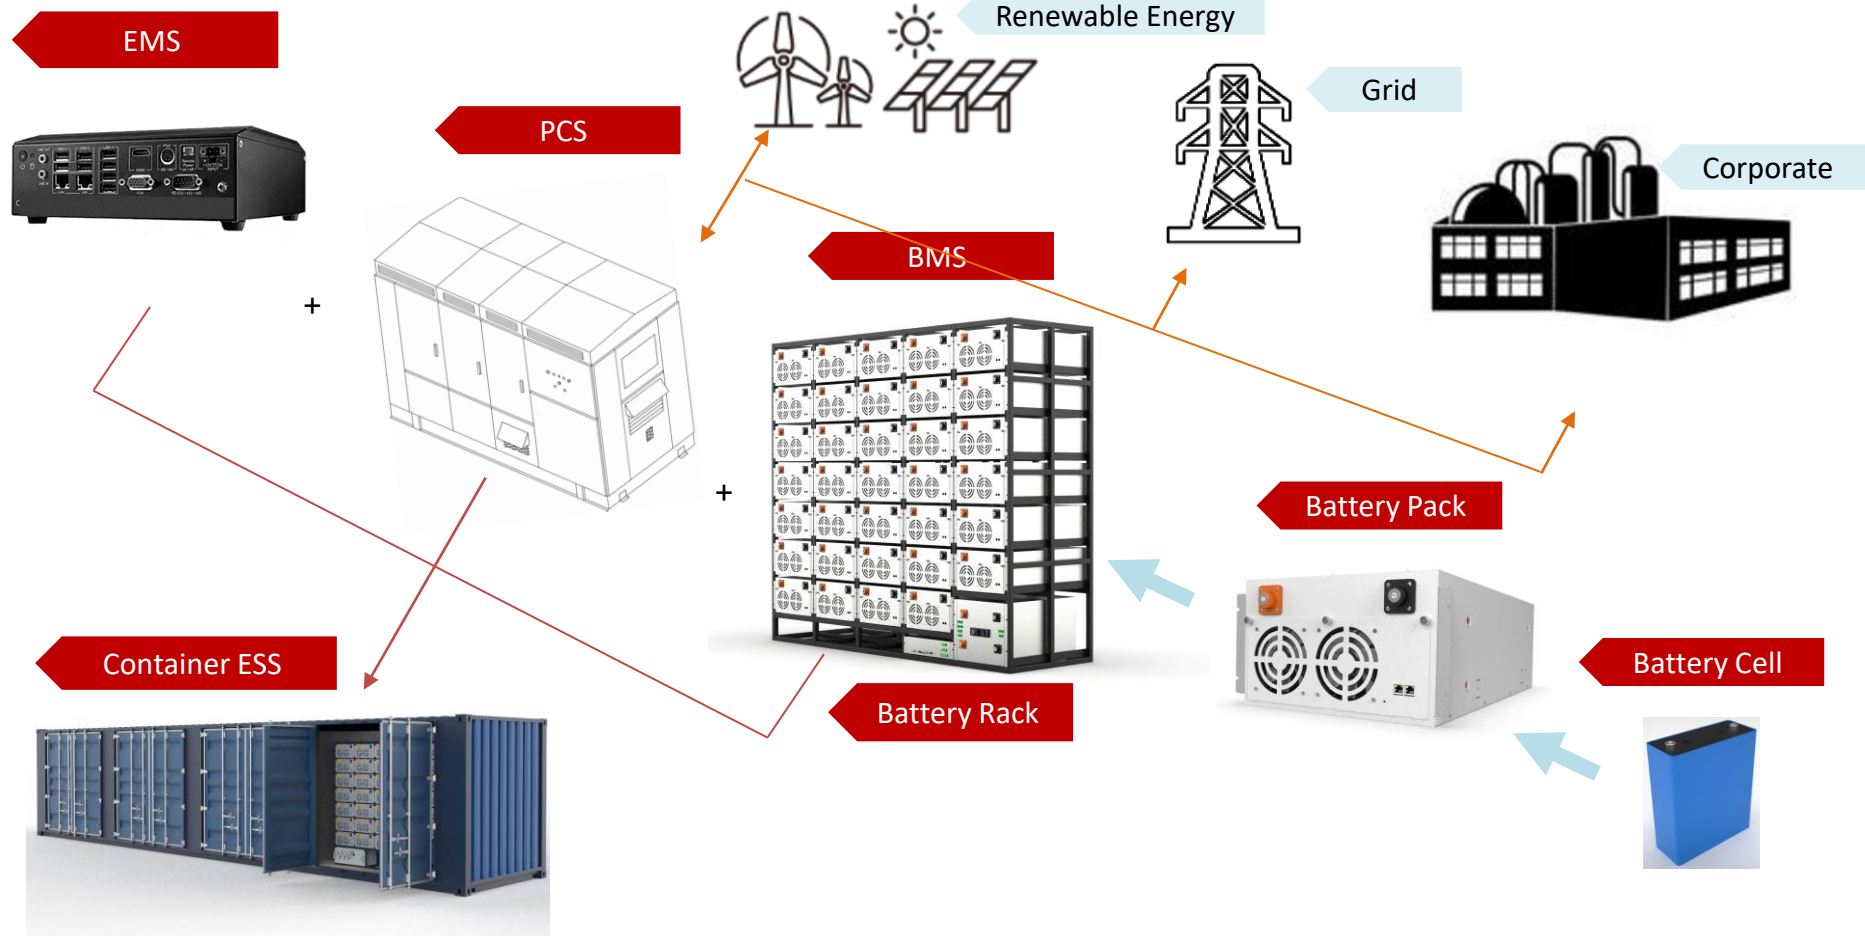 Renewable Energy
EMS
Grid
PCS
Corporate
BMS
+
+
Battery Pack
Container ESS
Battery Cell
Battery Rack